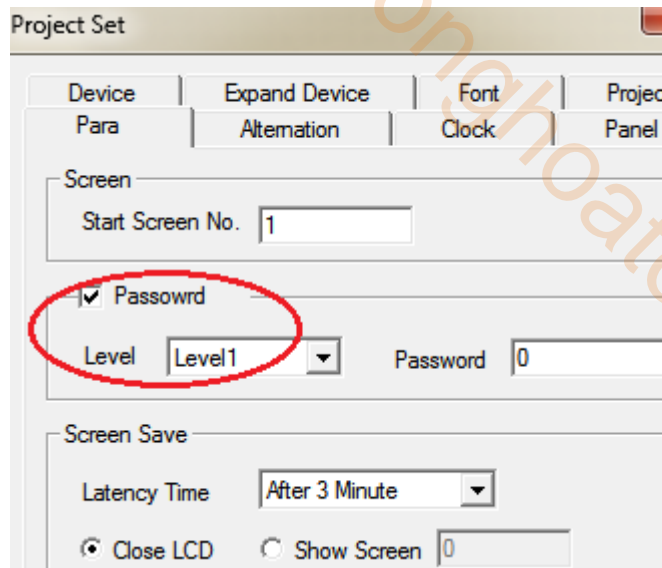 Project Set
Device Expand Device Font Projec
Para Alternation Clock Panel
Screen
Start Screen No. 1
Passowrd
Level Level1 Password 0
Screen Save
Latency Time After 3 Minute
Close LCD Show Screen 0